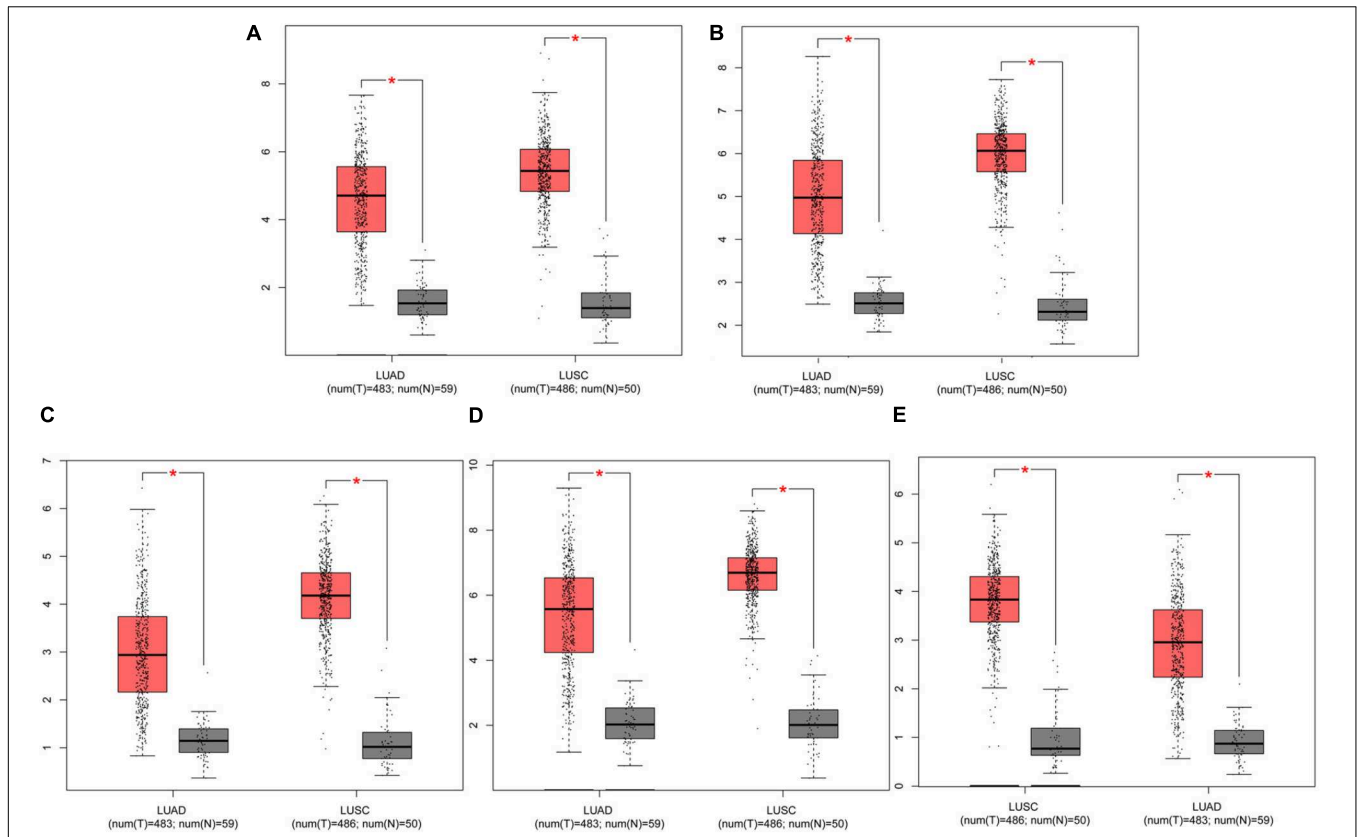 A
*
*
8
6
4
2
LUAD
(num(T)=483; num(N)=59)
LUSC
(num(T)=486; num(N)=50)
B
*
*
8
7
6
5
4
3
2
LUAD
(num(T)=483; num(N)=59)
LUSC
(num(T)=486; num(N)=50)
C
*
*
7
6
5
4
3
2
1
LUAD
(num(T)=483; num(N)=59)
LUSC
(num(T)=486; num(N)=50)
D
*
*
10
8
6
4
2
LUAD
(num(T)=483; num(N)=59)
LUSC
(num(T)=486; num(N)=50)
E
*
*
6
5
4
3
2
1
0
LUSC
(num(T)=486; num(N)=50)
LUAD
(num(T)=483; num(N)=59)